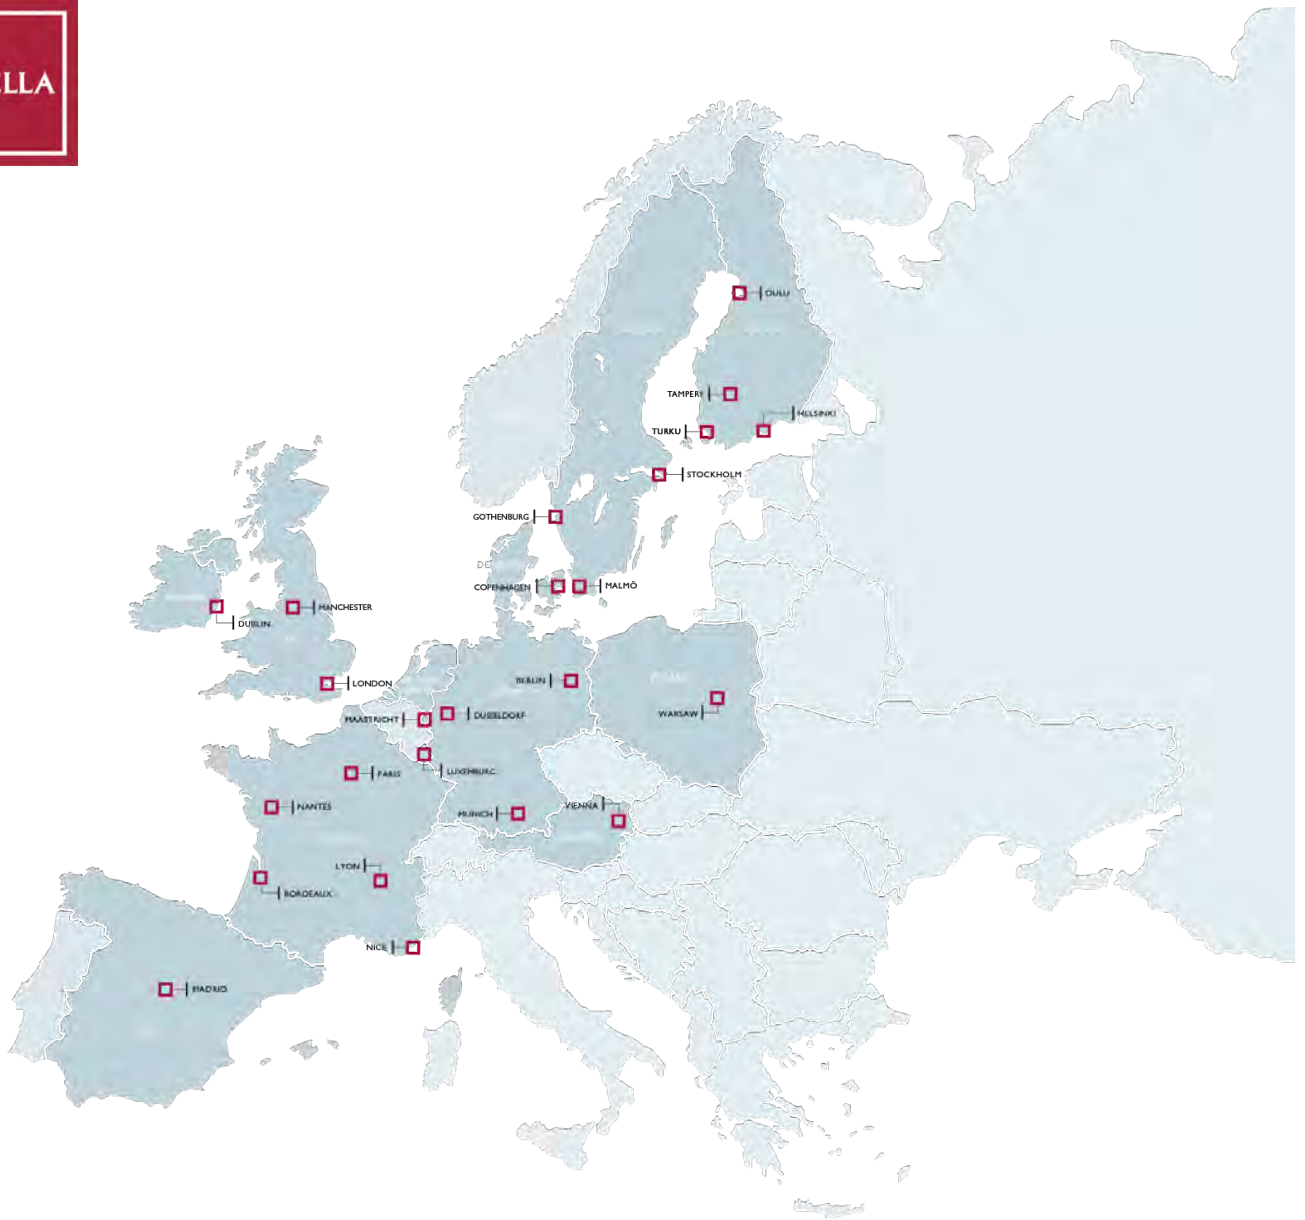 ELLA
OULU
TAMPERE
HELSINKI
TURKU
STOCKHOLM
GOTHENBURG
DE
COPENHAGEN
MALMÖ
MANCHESTER
DUBLIN
LONDON
BERLIN
WARSAW
MAASTRICHT
DUSSELDORF
LUXEMBURG
PARIS
NANTES
MUNICH
VIENNA
LYON
BORDEAUX
NICE
MADRID